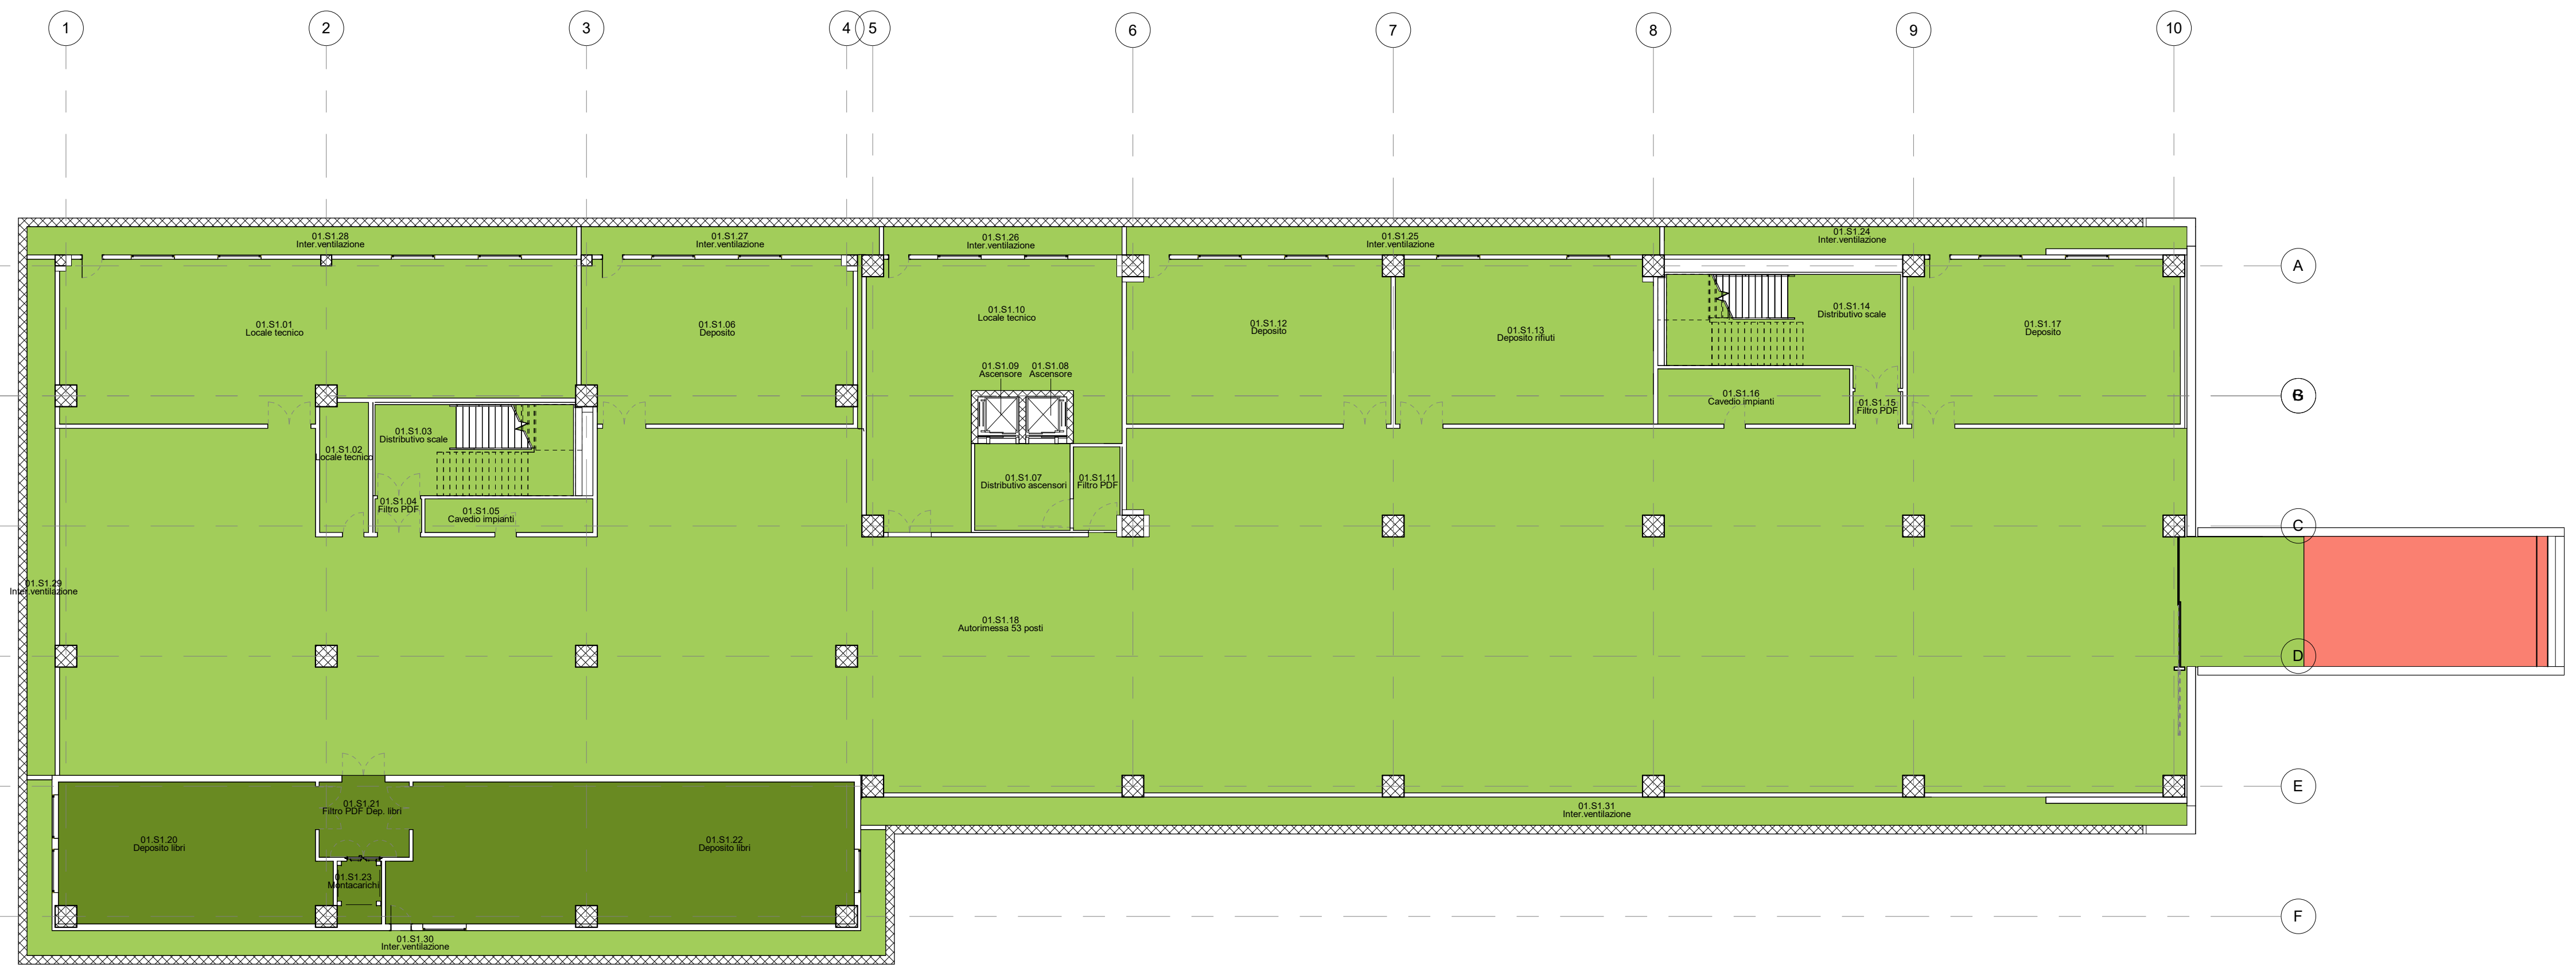 1
2
3
4
5
6
7
8
9
10
01.S1.28
Inter.ventilazione
01.S1.27
Inter.ventilazione
01.S1.26
Inter.ventilazione
01.S1.25
Inter.ventilazione
01.S1.24
Inter.ventilazione
A
01.S1.01
Locale tecnico
01.S1.06
Deposito
01.S1.10
Locale tecnico
01.S1.12
Deposito
01.S1.13
Deposito rifiuti
01.S1.14
Distributivo scale
01.S1.17
Deposito
01.S1.09
Ascensore
01.S1.08
Ascensore
01.S1.16
Cavedio impianti
01.S1.15
Filtro PDF
01.S1.03
Distributivo scale
01.S1.02
Locale tecnico
01.S1.07
Distributivo ascensori
01.S1.11
Filtro PDF
01.S1.04
Filtro PDF
01.S1.05
Cavedio impianti
C
01.S1.29
Inter.ventilazione
01.S1.18
Autorimessa 53 posti
D
E
01.S1.21
Filtro PDF Dep. libri
01.S1.31
Inter.ventilazione
01.S1.20
Deposito libri
01.S1.22
Deposito libri
01.S1.23
Montacarichi
F
01.S1.30
Inter.ventilazione